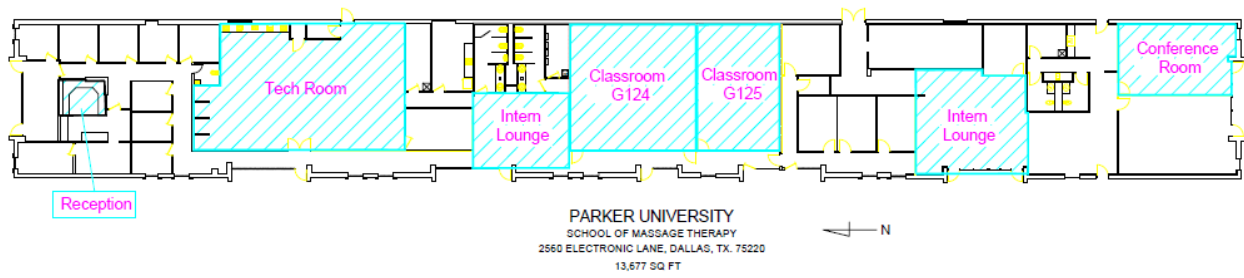 Tech Room
Intern
Lounge
Classroom
G124
Classroom
G125
Intern
Lounge
Conference
Room
Reception
PARKER UNIVERSITY
SCHOOL OF MASSAGE THERAPY
2560 ELECTRONIC LANE, DALLAS, TX. 75220
13,677 SQ FT
N